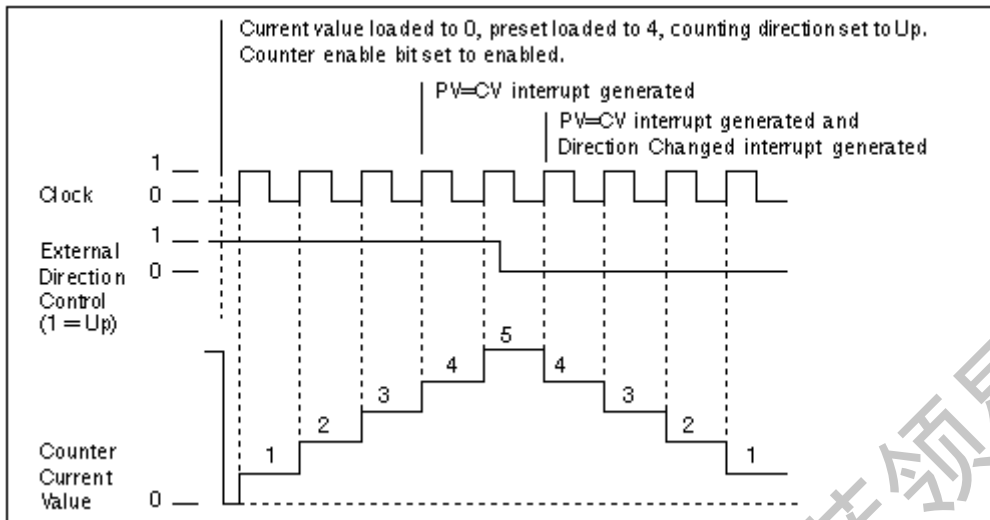 Current value loaded to 0, preset loaded to 4, counting direction set to Up.
Counter enable bit set to enabled.
PV=CV interrupt generated
PV=CV interrupt generated and
Direction Changed interrupt generated
1
Clock 0
1
External
Direction 0
Control
(1 = Up)
5
4 4
3 3
2 2
1 1
Counter
Current
Value 0